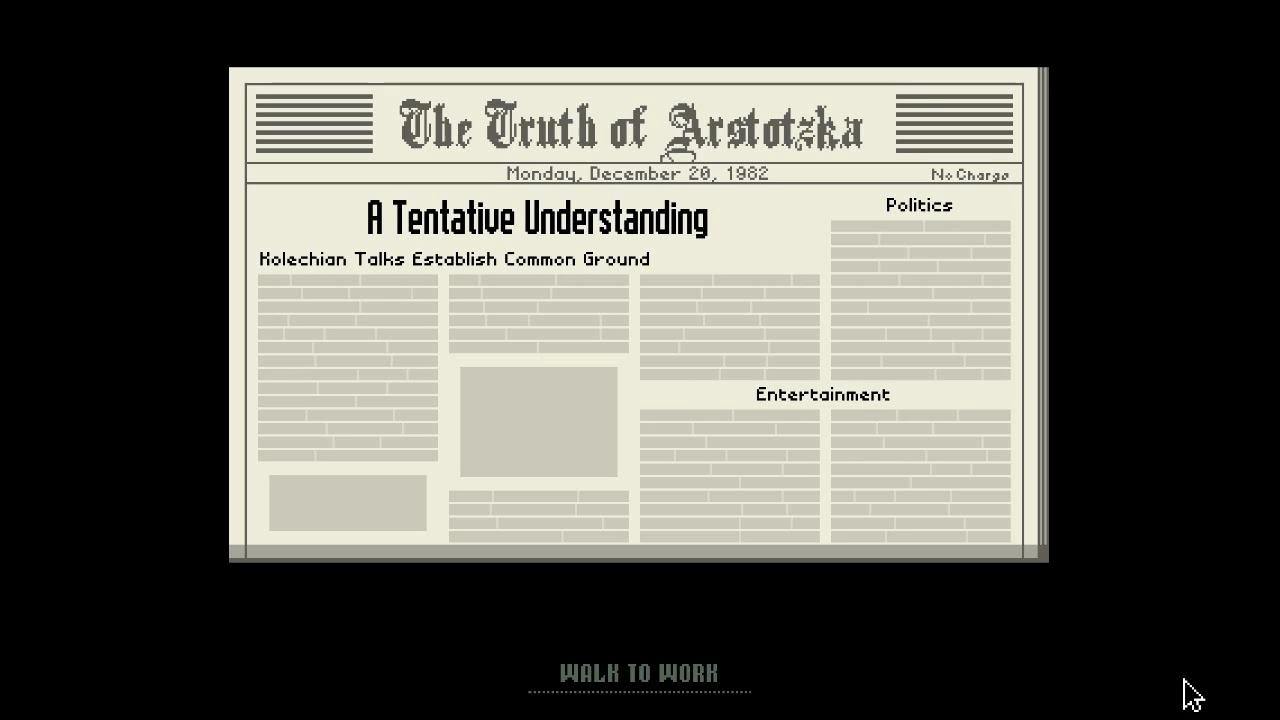 The Truth of Arstotzka
Monday, December 20, 1982
No Charge
A Tentative Understanding
Kolechian Talks Establish Common Ground
Politics
Entertainment
WALK TO WORK